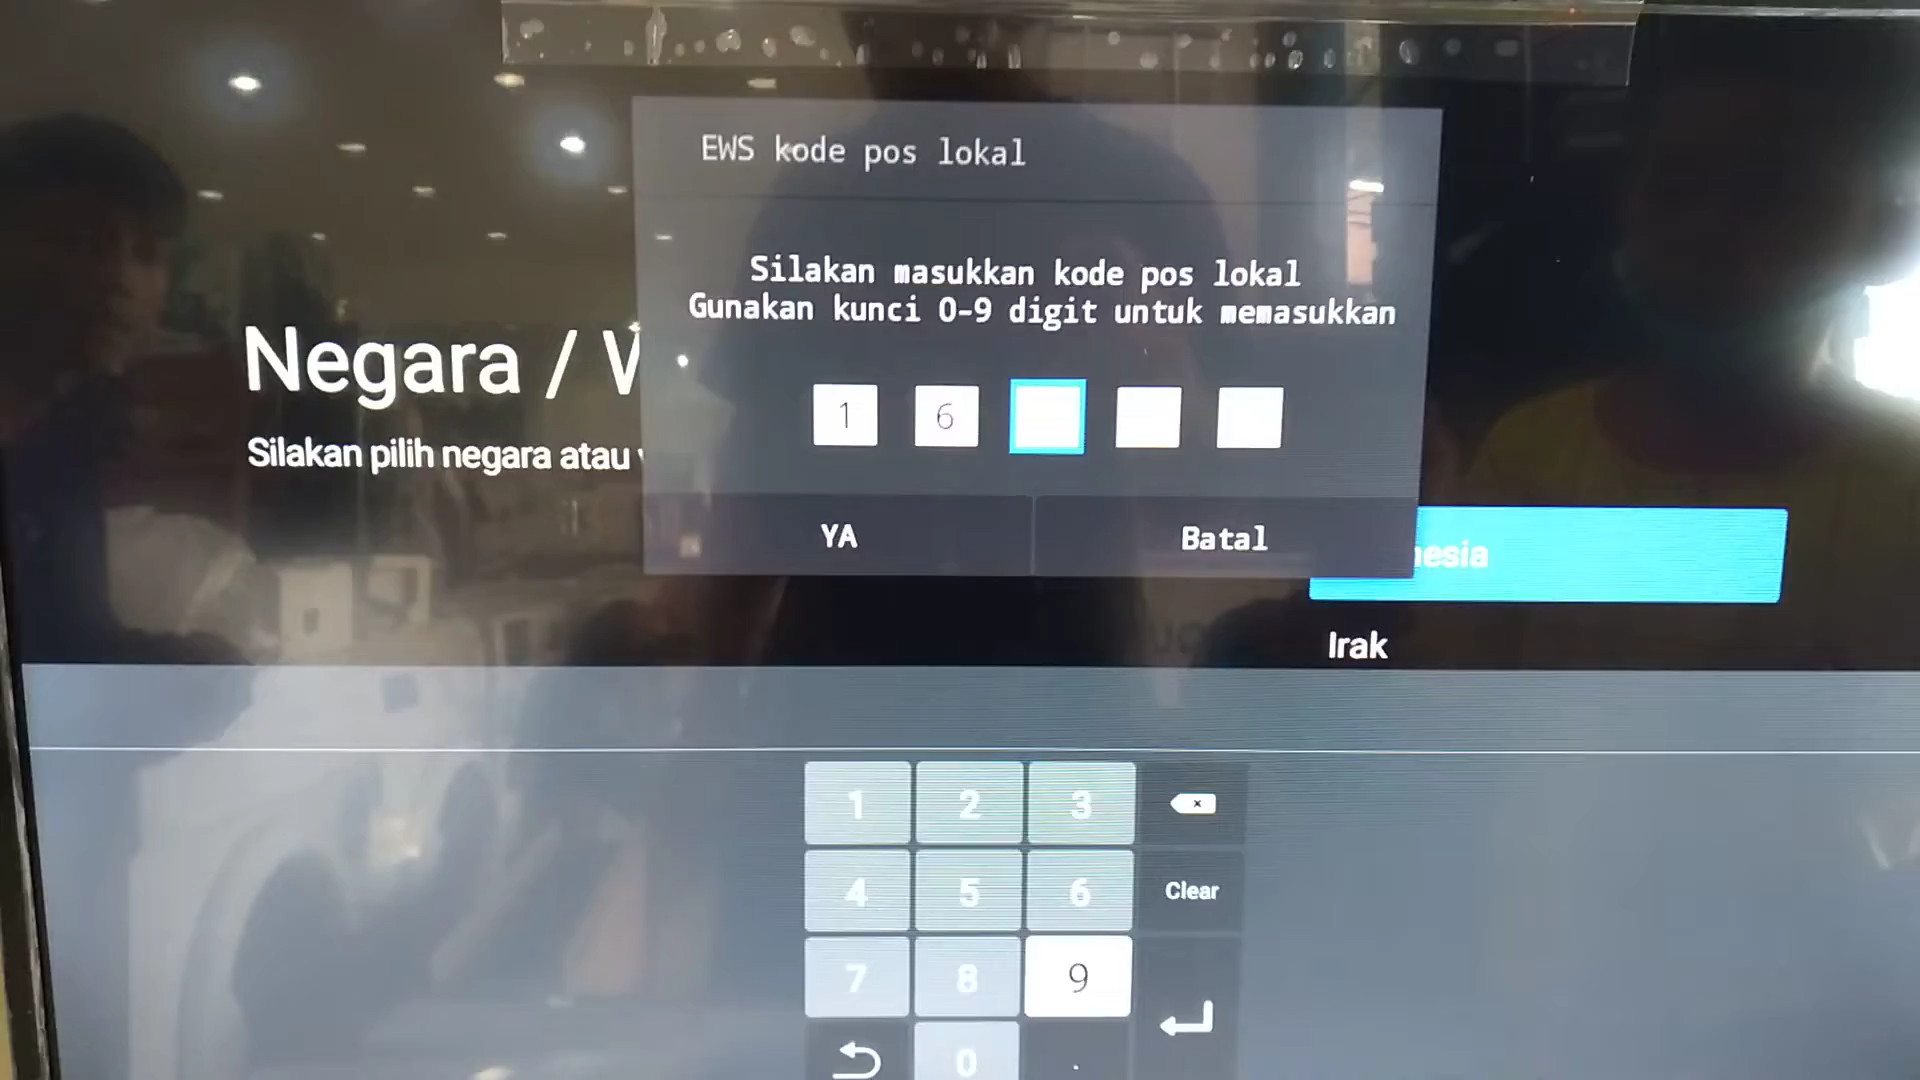 EWS kode pos lokal
Silakan masukkan kode pos lokal
Gunakan kunci 0-9 digit untuk memasukkan
Negara /
Silakan pilih negara atau
1 6
YA Batal
nesia
Irak
1 2 3
4 5 6 Clear
7 8 9
0 .